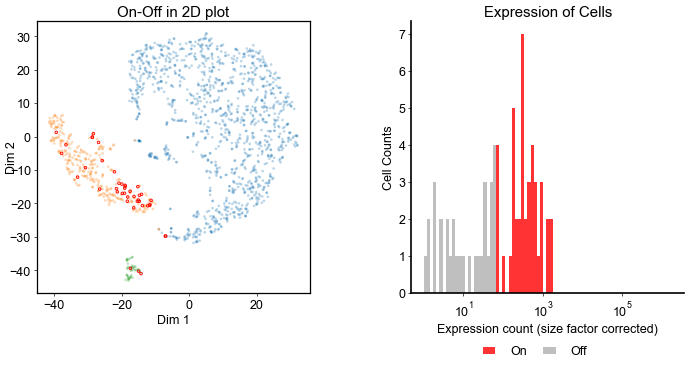 On-Off in 2D plot
30
20
10
0
−10
−20
−30
−40
Dim 2
−40
−20
0
20
Dim 1
Expression of Cells
7
6
5
4
3
2
1
0
Cell Counts
10^1
10^3
10^5
Expression count (size factor corrected)
On
Off